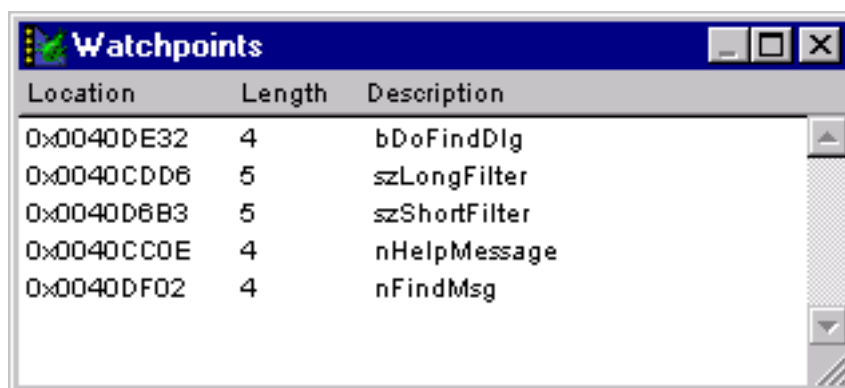 Watchpoints
Location Length Description
0x0040DE32 4 bDoFindDlg
0x0040CDD6 5 szLongFilter
0x0040D6B3 5 szShortFilter
0x0040CC0E 4 nHelpMessage
0x0040DF02 4 nFindMsg